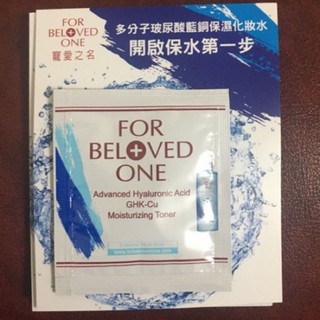 FOR
BELOVED
ONE
寵愛之名
多分子玻尿酸藍銅保濕化妝水
開啟保水第一步
FOR
BELOVED
ONE
Advanced Hyaluronic Acid
GHK-Cu
Moisturizing Toner